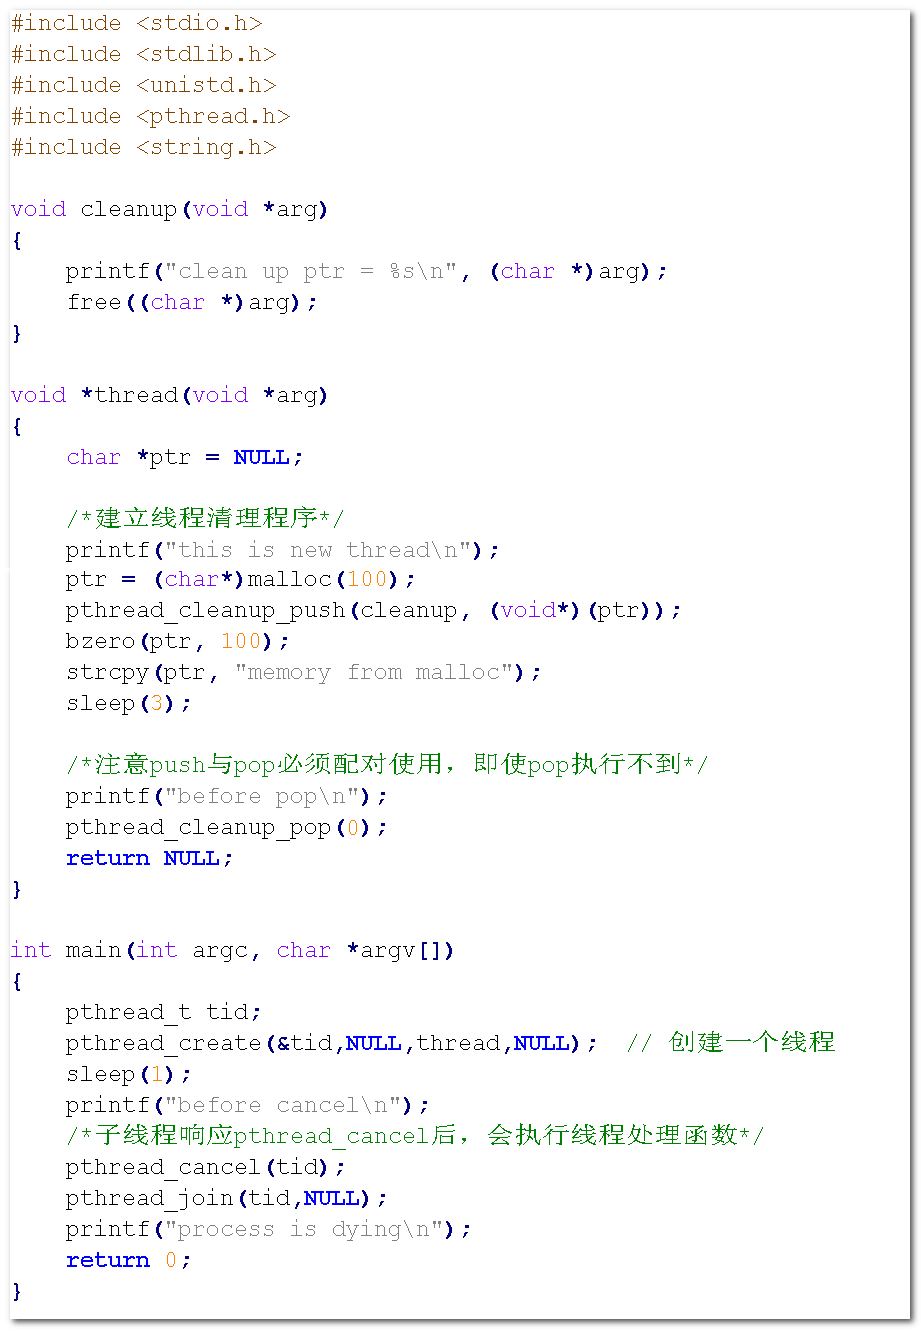 #include <stdio.h>
#include <stdlib.h>
#include <unistd.h>
#include <pthread.h>
#include <string.h>

void cleanup(void *arg)
{
    printf("clean up ptr = %s\n", (char *)arg);
    free((char *)arg);
}

void *thread(void *arg)
{
    char *ptr = NULL;

    /*建立线程清理程序*/
    printf("this is new thread\n");
    ptr = (char*)malloc(100);
    pthread_cleanup_push(cleanup, (void*)(ptr));
    bzero(ptr, 100);
    strcpy(ptr, "memory from malloc");
    sleep(3);

    /*注意push与pop必须配对使用，即使pop执行不到*/
    printf("before pop\n");
    pthread_cleanup_pop(0);
    return NULL;
}

int main(int argc, char *argv[])
{
    pthread_t tid;
    pthread_create(&tid,NULL,thread,NULL);  // 创建一个线程
    sleep(1);
    printf("before cancel\n");
    /*子线程响应pthread_cancel后，会执行线程处理函数*/
    pthread_cancel(tid);
    pthread_join(tid,NULL);
    printf("process is dying\n");
    return 0;
}